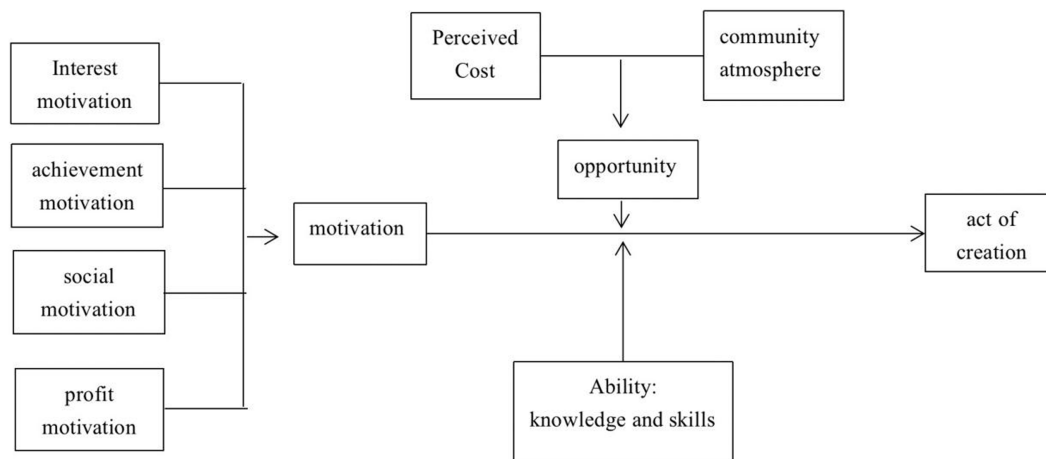 Interest
motivation
achievement
motivation
social
motivation
profit
motivation
motivation
Perceived
Cost
community
atmosphere
opportunity
Ability:
knowledge and skills
act of
creation